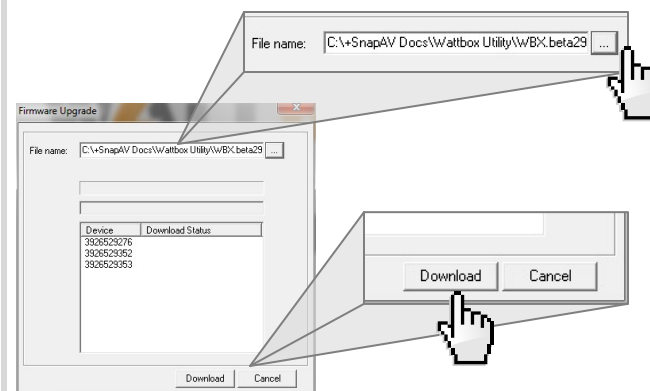 File name: C:\+SnapAV Docs\Wattbox Utility\WBX.beta29 ...
Firmware Upgrade
File name: C:\+SnapAV Docs\Wattbox Utility\WBX.beta29 ...
Device Download Status
3926529276
3926529352
3926529353
Download Cancel
Download Cancel